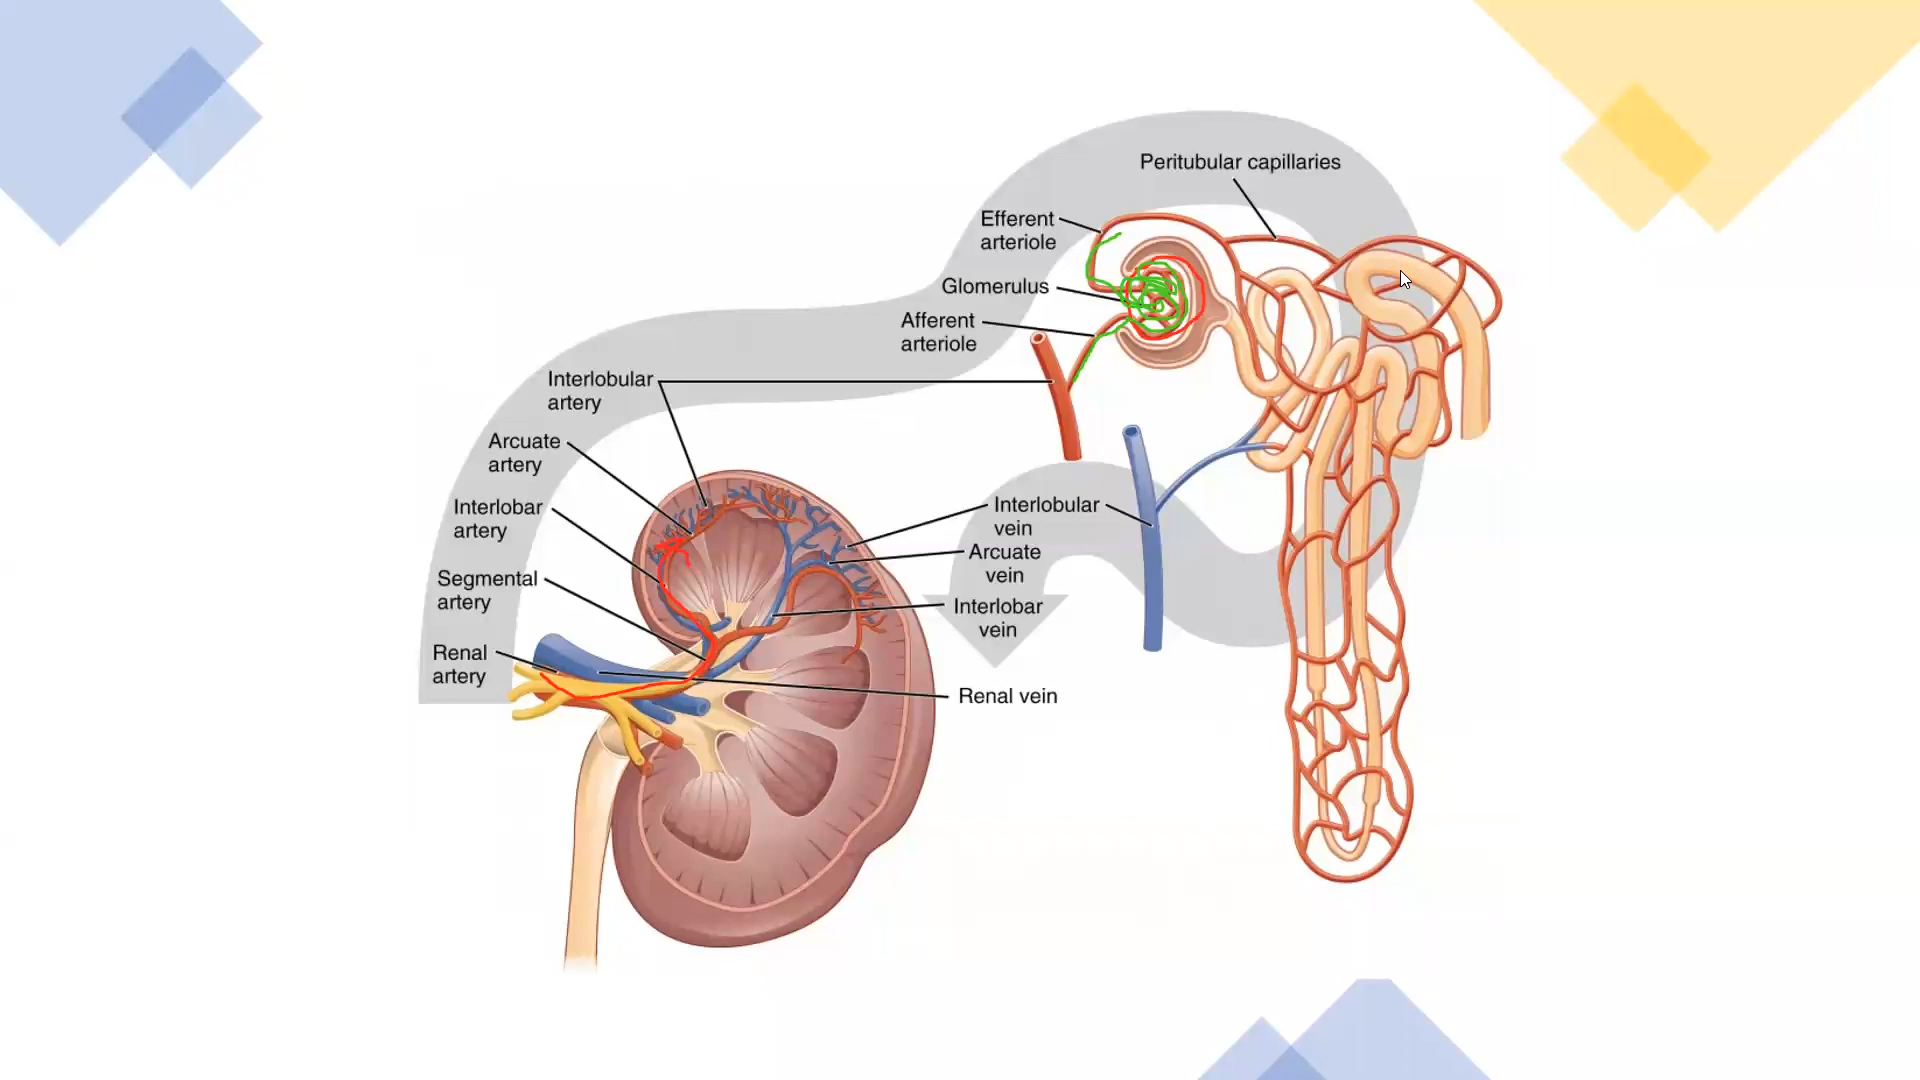 Peritubular capillaries
Efferent
arteriole
Glomerulus
Afferent
arteriole
Interlobular
artery
Arcuate
artery
Interlobar
artery
Segmental
artery
Renal
artery
Interlobular
vein
Arcuate
vein
Interlobar
vein
Renal vein